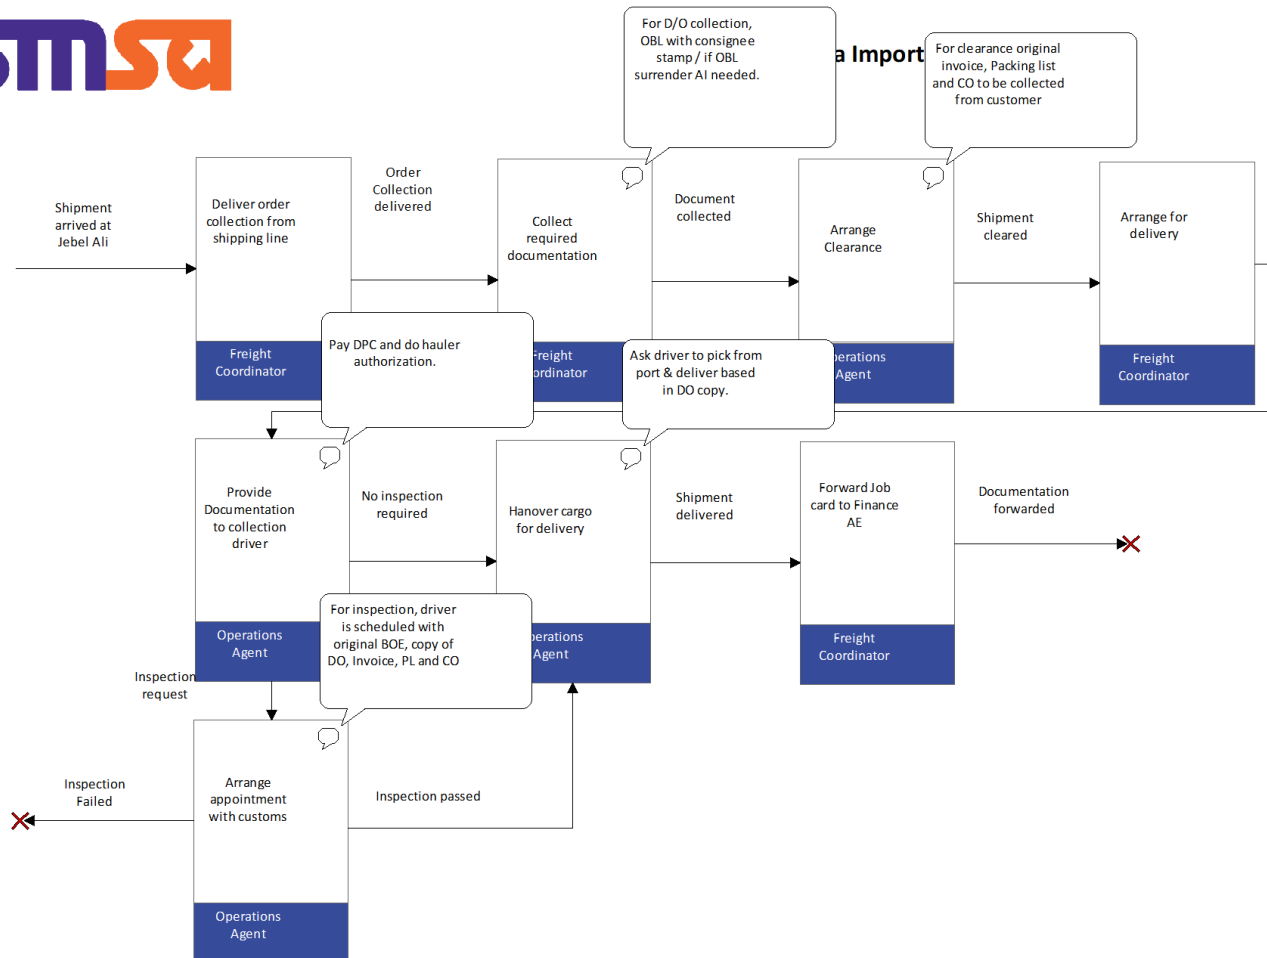 msa
For D/O collection,
OBL with consignee
stamp / if OBL
surrender AI needed.
a Import
For clearance original
invoice, Packing list
and CO to be collected
from customer
Shipment
arrived at
Jebel Ali
Deliver order
collection from
shipping line
Freight
Coordinator
Order
Collection
delivered
Collect
required
documentation
Freight
ordinator
Document
collected
Arrange
Clearance
perations
Agent
Shipment
cleared
Arrange for
delivery
Freight
Coordinator
Pay DPC and do hauler
authorization.
Ask driver to pick from
port & deliver based
in DO copy.
Provide
Documentation
to collection
driver
Operations
Agent
No inspection
required
Hanover cargo
for delivery
perations
Agent
Shipment
delivered
Forward Job
card to Finance
AE
Freight
Coordinator
Documentation
forwarded
For inspection, driver
is scheduled with
original BOE, copy of
DO, Invoice, PL and CO
Inspection
request
Arrange
appointment
with customs
Operations
Agent
Inspection
Failed
Inspection passed